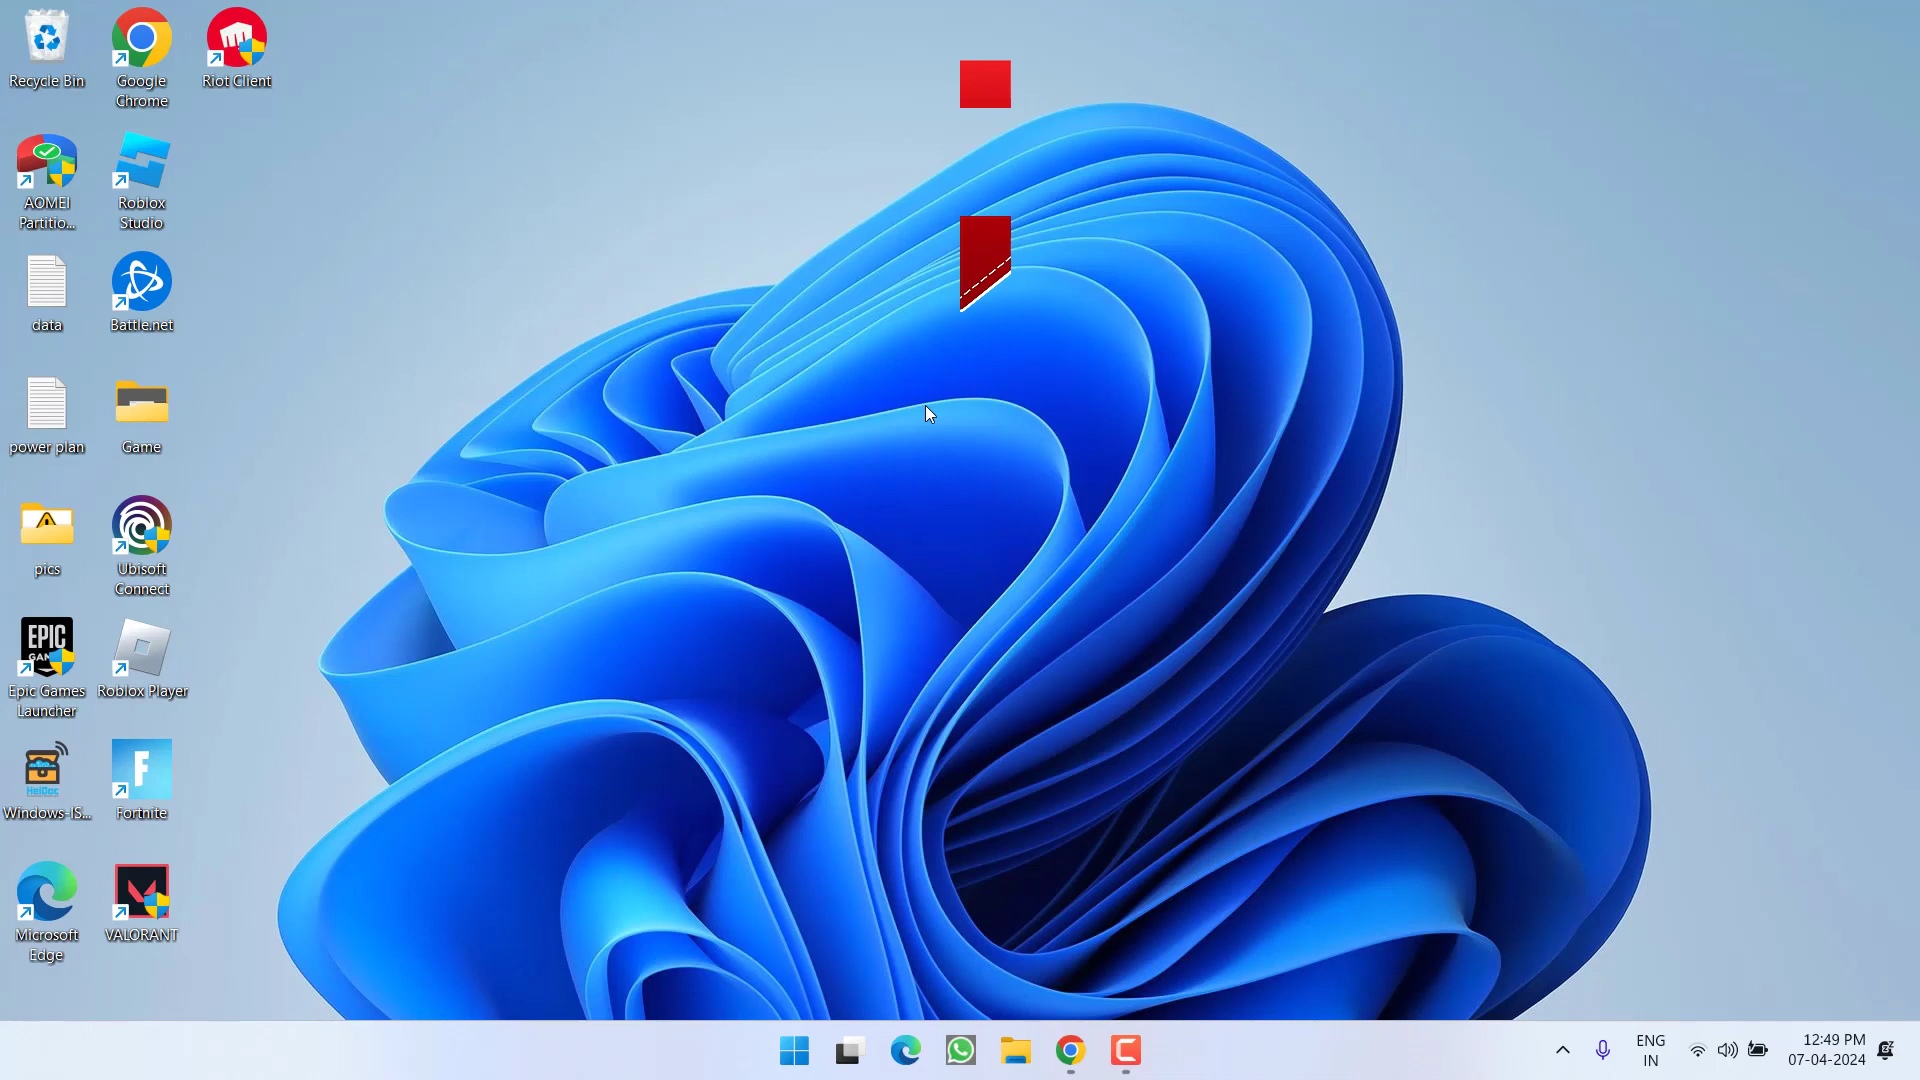 Recycle Bin
Google
Chrome
Riot Client
AOMEI
Partitio...
Roblox
Studio
data
Battle.net
power plan
Game
pics
Ubisoft
Connect
EPIC
GAM
Epic Games
Launcher
Roblox Player
HeiDoc
Windows-IS...
F
Fortnite
Microsoft
Edge
VALORANT
ENG
IN
12:49 PM
07-04-2024